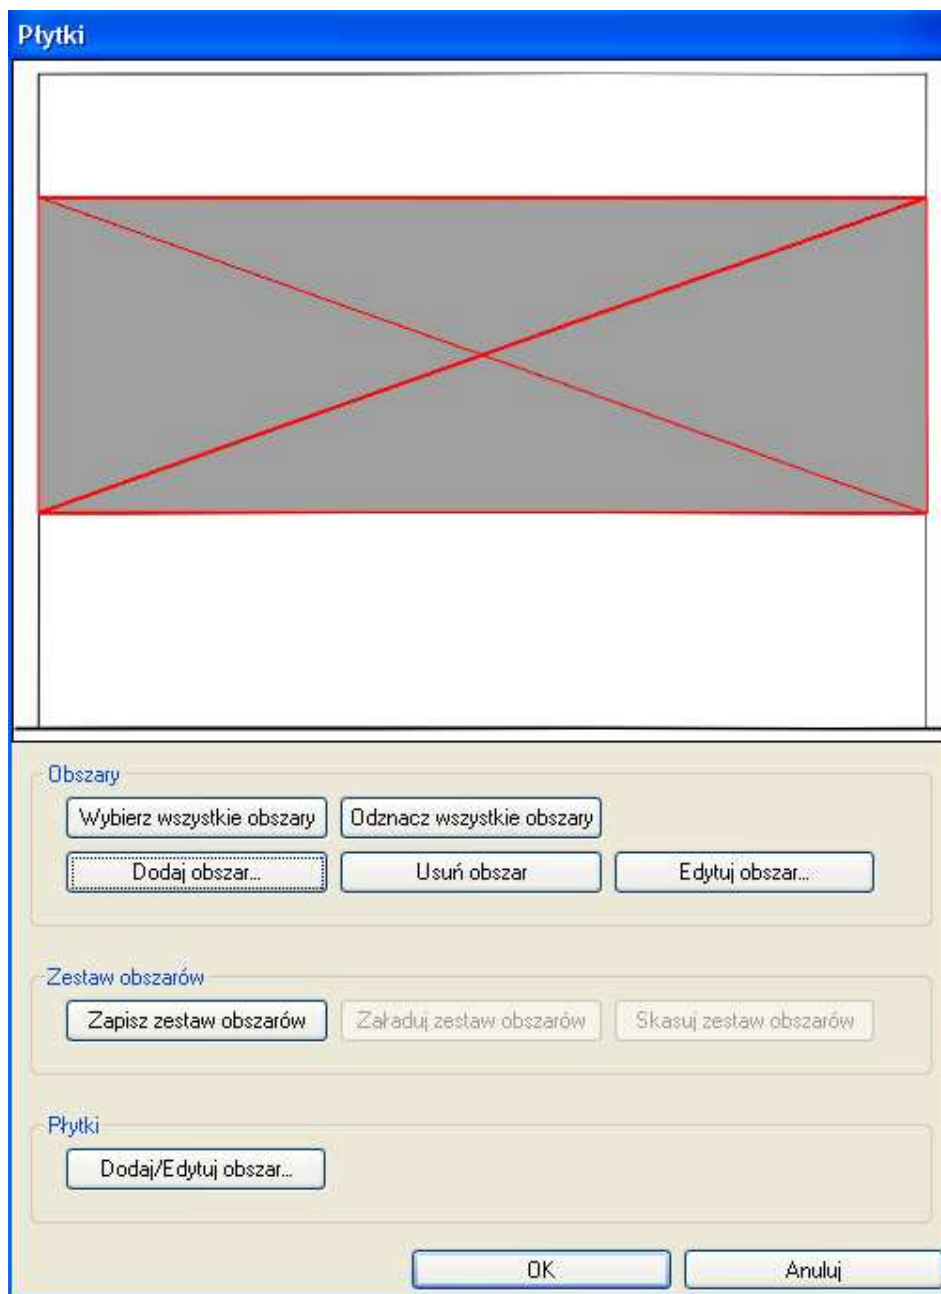 Płytki
Obszary
Wybierz wszystkie obszary Odznacz wszystkie obszary
Dodaj obszar... Usuń obszar Edytuj obszar...
Zestaw obszarów
Zapisz zestaw obszarów Załaduj zestaw obszarów Skasuj zestaw obszarów
Płytki
Dodaj/Edytuj obszar...
OK Anuluj